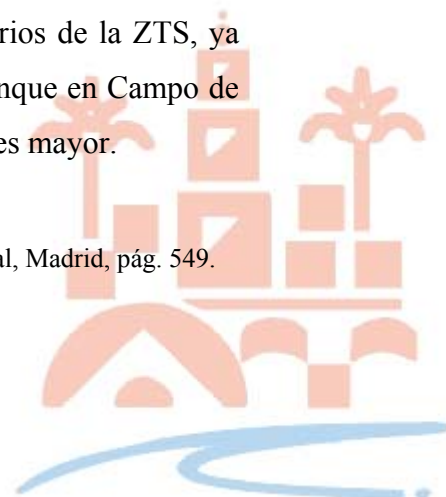 rios de la ZTS, ya
nque en Campo de
es mayor.
al, Madrid, pág. 549.